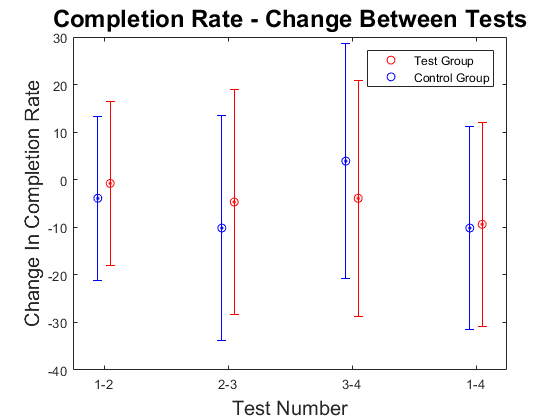 Completion Rate - Change Between Tests
Test Group
Control Group
Change In Completion Rate
30
20
10
0
-10
-20
-30
-40
1-2
2-3
3-4
1-4
Test Number